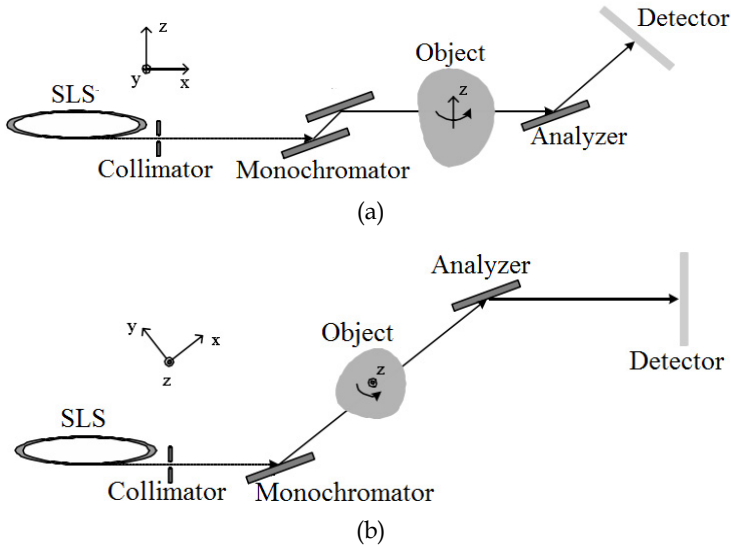 Detector
z
Object
y
x
SLS
z
Analyzer
Collimator
Monochromator
(a)
Analyzer
y
x
Object
z
z
Detector
SLS
Collimator
Monochromator
(b)